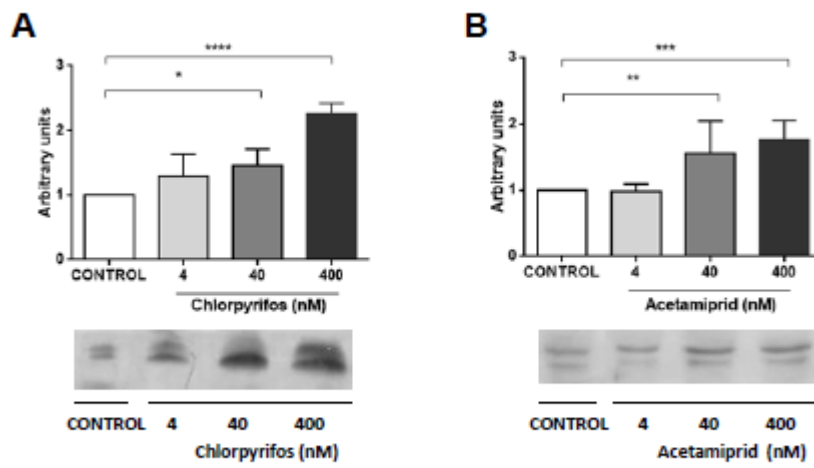 A
****
*
3
2
1
0
Arbitrary units
CONTROL 4 40 400
Chlorpyrifos (nM)
CONTROL 4 40 400
Chlorpyrifos (nM)
B
***
**
3
2
1
0
Arbitrary units
CONTROL 4 40 400
Acetamiprid (nM)
CONTROL 4 40 400
Acetamiprid (nM)